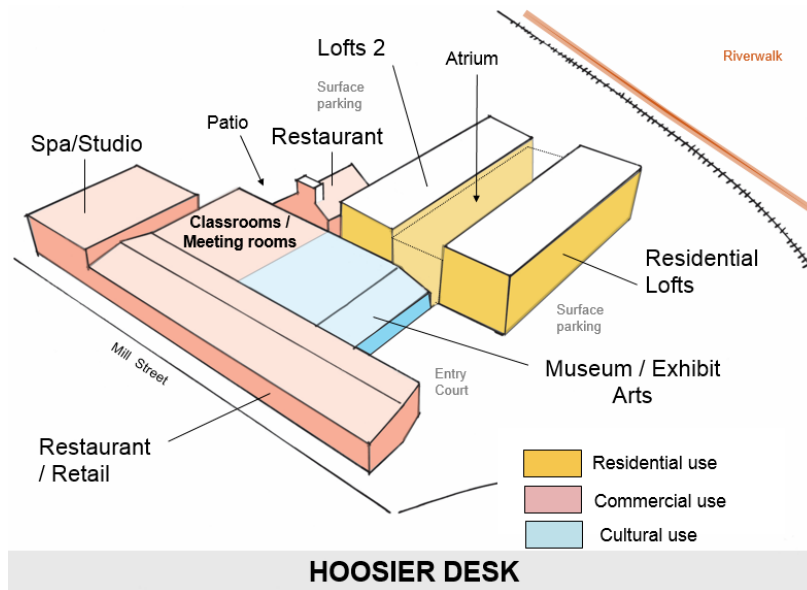 Lofts 2
Atrium
Riverwalk
Surface
parking
Patio
Restaurant
Spa/Studio
Classrooms /
Meeting rooms
Residential
Lofts
Surface
parking
Mill Street
Entry
Court
Museum / Exhibit
Arts
Restaurant
/ Retail
Residential use
Commercial use
Cultural use
HOOSIER DESK